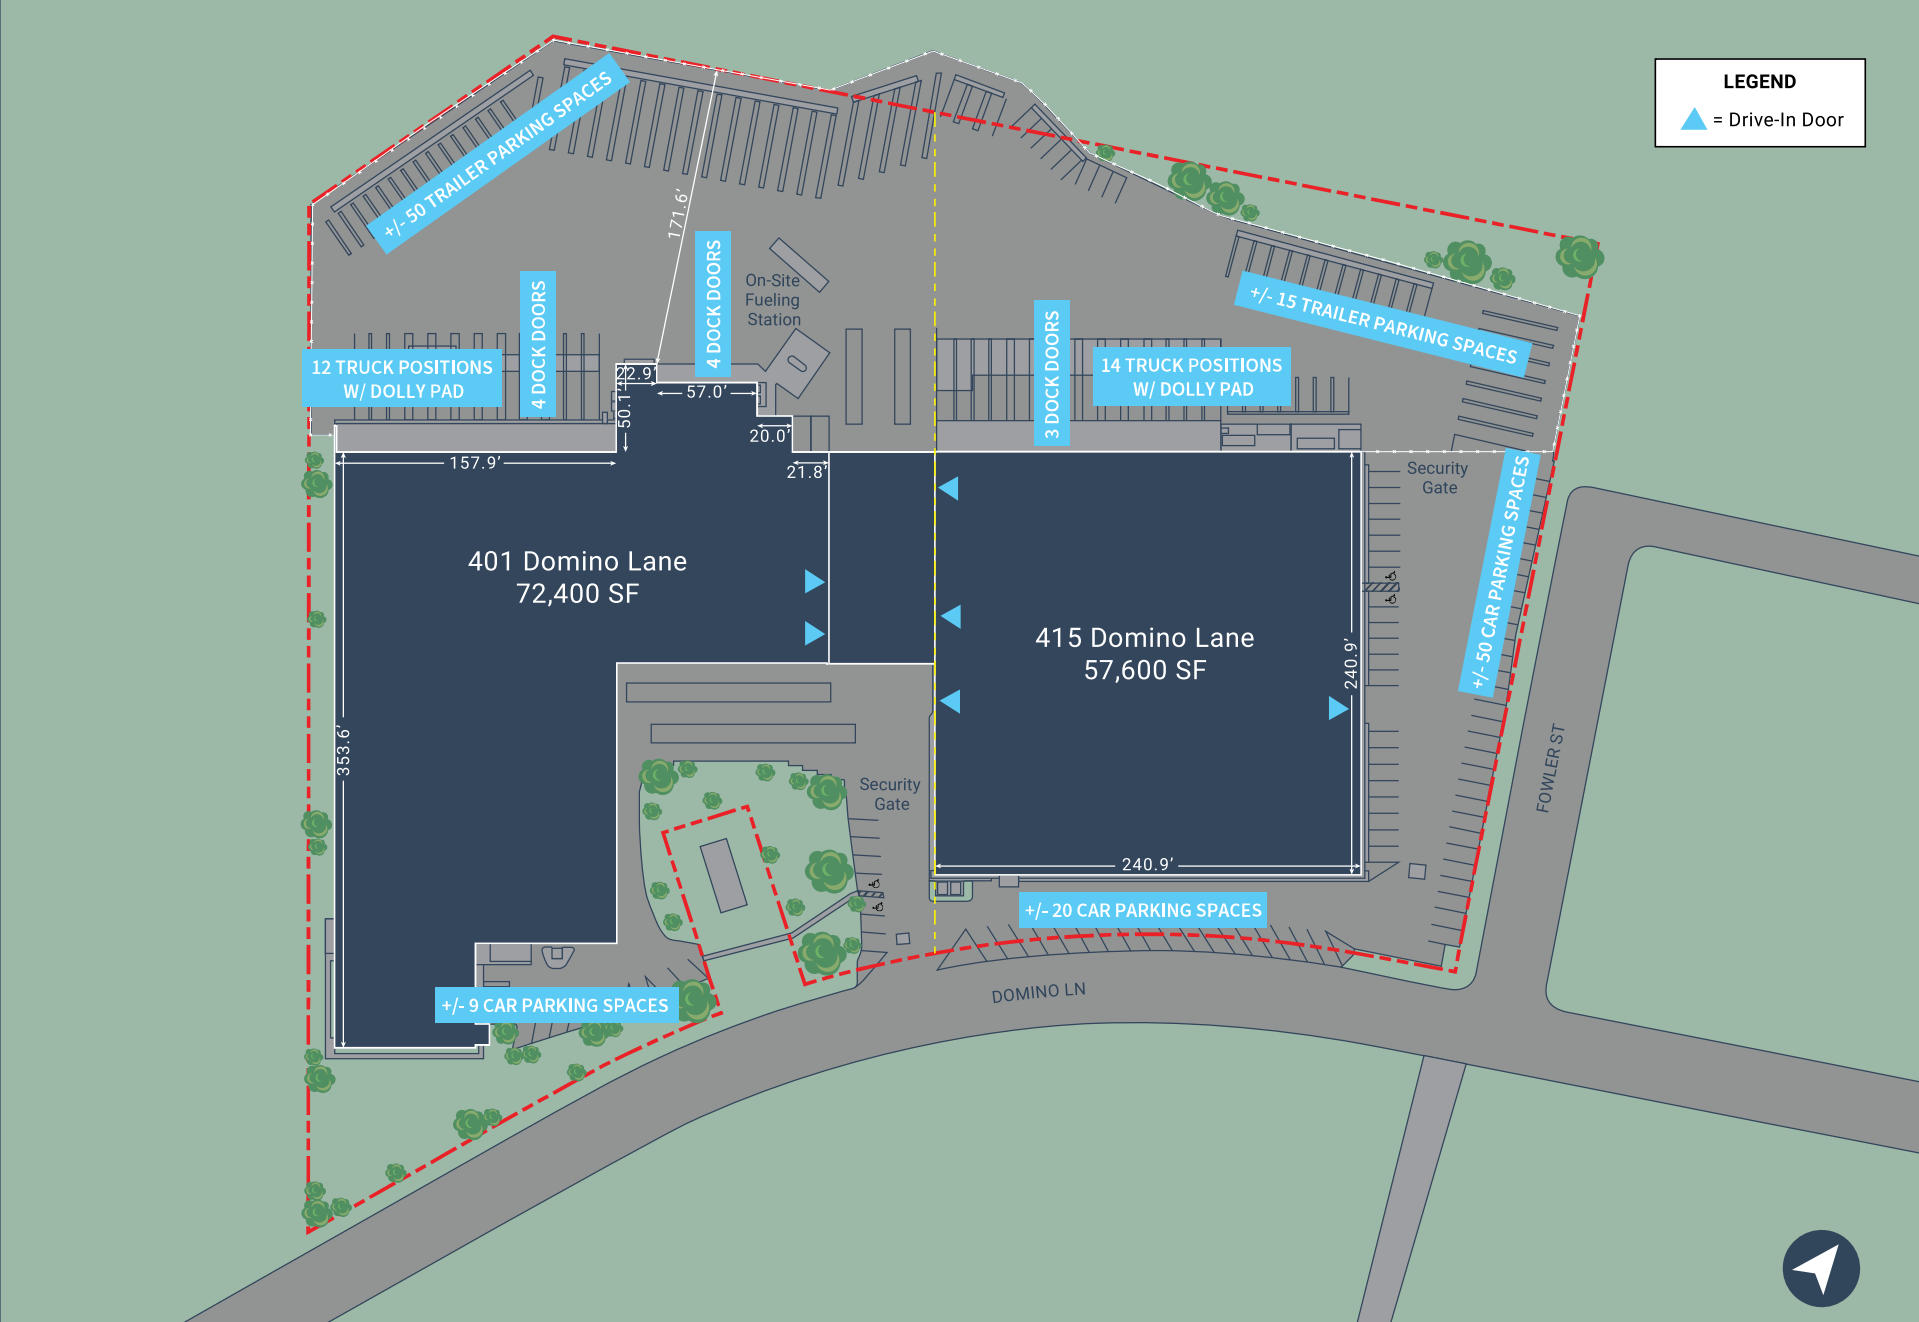 LEGEND
= Drive-In Door
+/- 50 TRAILER PARKING SPACES
171.6’
4 DOCK DOORS
4 DOCK DOORS
On-Site
Fueling
Station
+/- 15 TRAILER PARKING SPACES
12 TRUCK POSITIONS
W/ DOLLY PAD
3 DOCK DOORS
14 TRUCK POSITIONS
W/ DOLLY PAD
22.9’
57.0’
50.1’
20.0’
157.9’
21.8’
Security
Gate
401 Domino Lane
72,400 SF
+/- 50 CAR PARKING SPACES
415 Domino Lane
57,600 SF
240.9’
353.6’
FOWLER ST
Security
Gate
240.9’
+/- 20 CAR PARKING SPACES
DOMINO LN
+/- 9 CAR PARKING SPACES